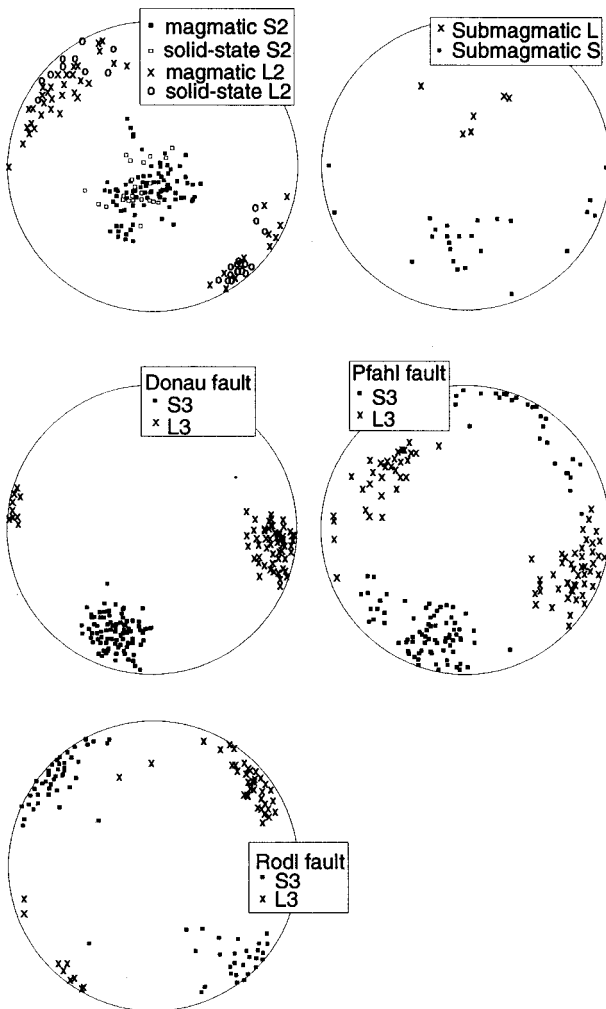 magmatic S2
solid-state S2
magmatic L2
solid-state L2
Submagmatic L
Submagmatic S
Donau fault
S3
L3
Pfahl fault
S3
L3
Rodl fault
S3
L3